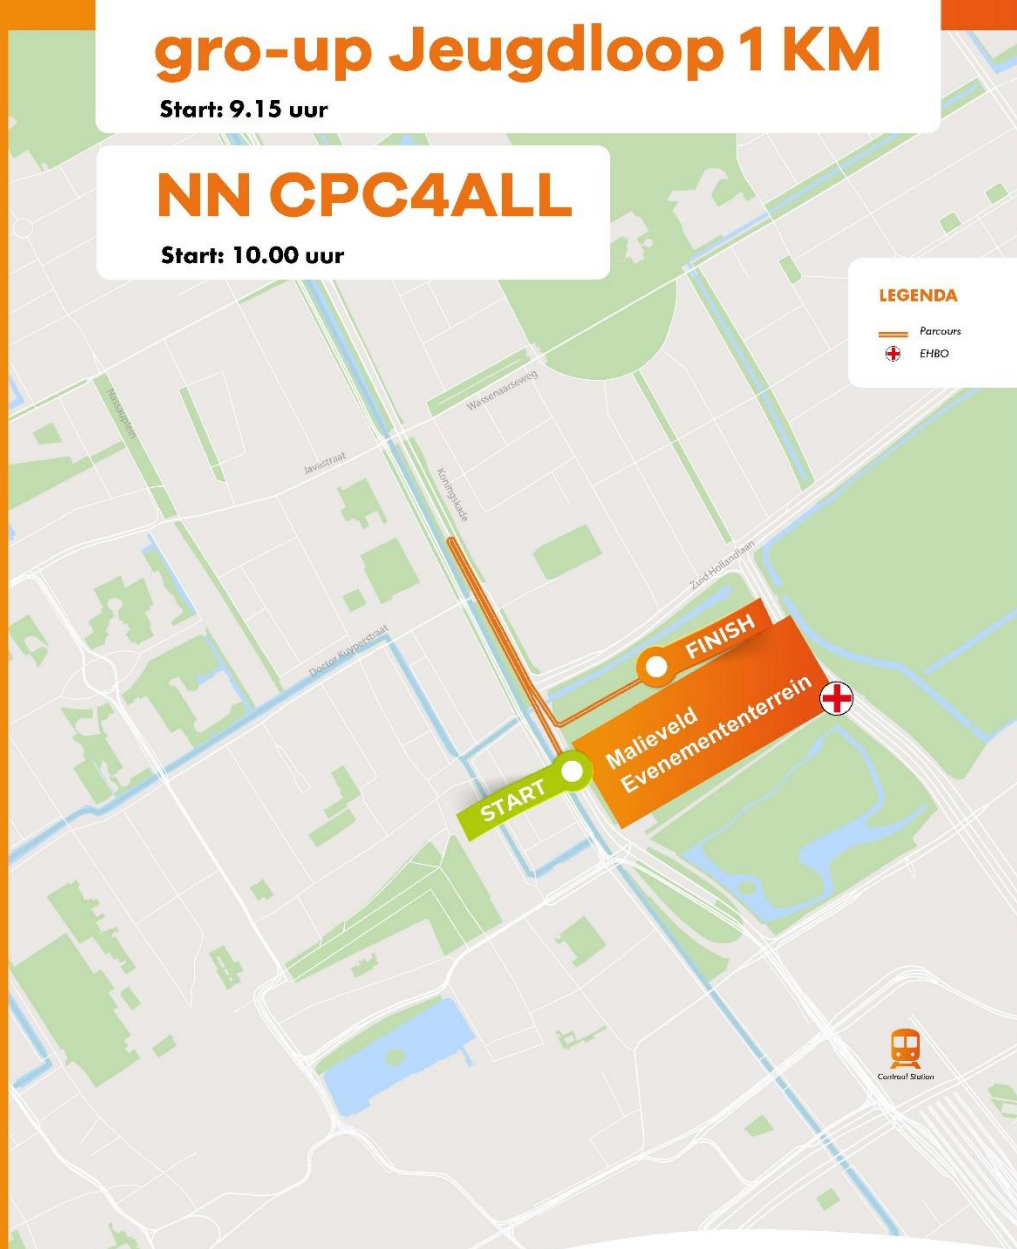 gro-up Jeugdloop 1 KM
Start: 9.15 uur
NN CPC4ALL
Start: 10.00 uur
LEGENDA
Parcours
EHBO
Wassenaarseweg
Nassauplein
Javastraat
Koningskade
Zuid Hollandlaan
Doctor Kuyperstraat
FINISH
Malieveld
Evenemententerrein
START
Centraal Station